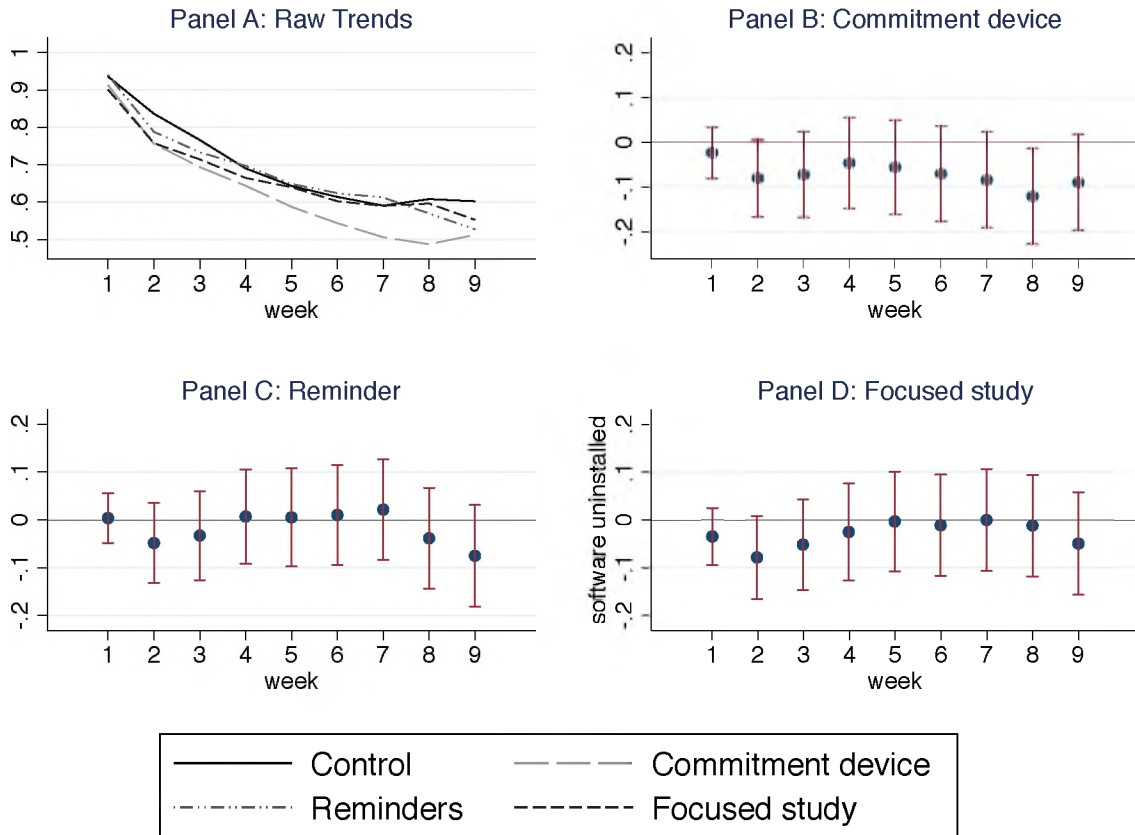 Panel A: Raw Trends
1
.9
.8
.7
.6
.5
1 2 3 4 5 6 7 8 9
week
Panel B: Commitment device
.2
.1
0
-.1
-.2
1 2 3 4 5 6 7 8 9
week
Panel C: Reminder
.2
.1
0
-.1
-.2
1 2 3 4 5 6 7 8 9
week
Panel D: Focused study
software uninstalled
.2
.1
0
-.1
-.2
1 2 3 4 5 6 7 8 9
week
Control
Commitment device
Reminders
Focused study